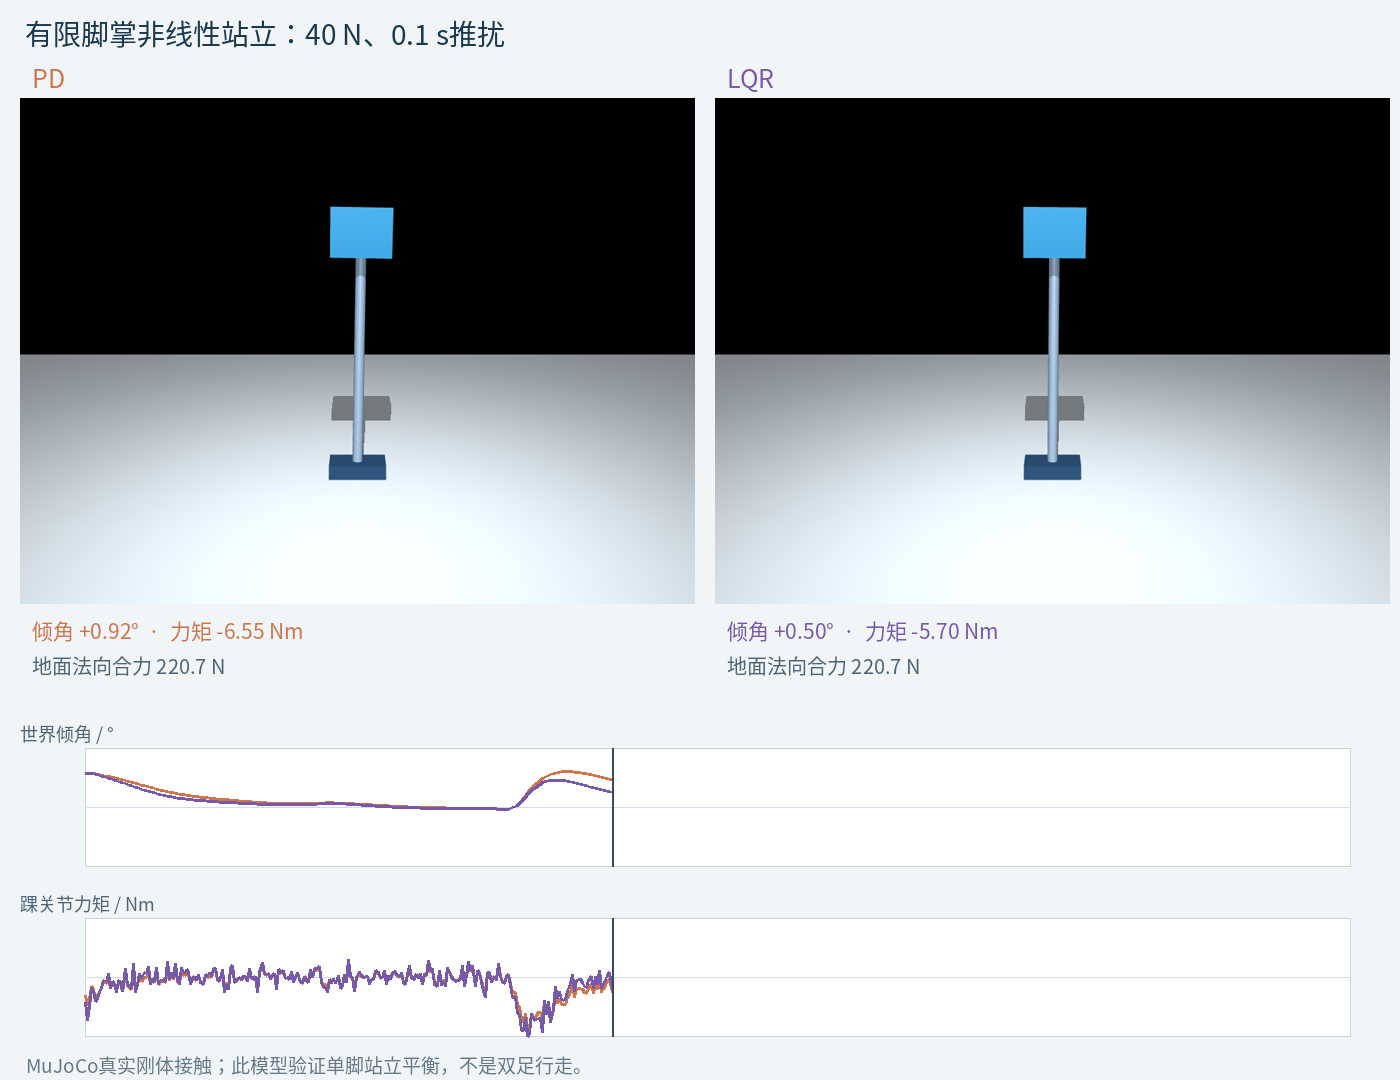 有限脚掌非线性站立：40 N、0.1 s推扰
PD
LQR
倾角 +0.92° · 力矩 -6.55 Nm
地面法向合力 220.7 N
倾角 +0.50° · 力矩 -5.70 Nm
地面法向合力 220.7 N
世界倾角 / °
踝关节力矩 / Nm
MuJoCo真实刚体接触；此模型验证单脚站立平衡，不是双足行走。